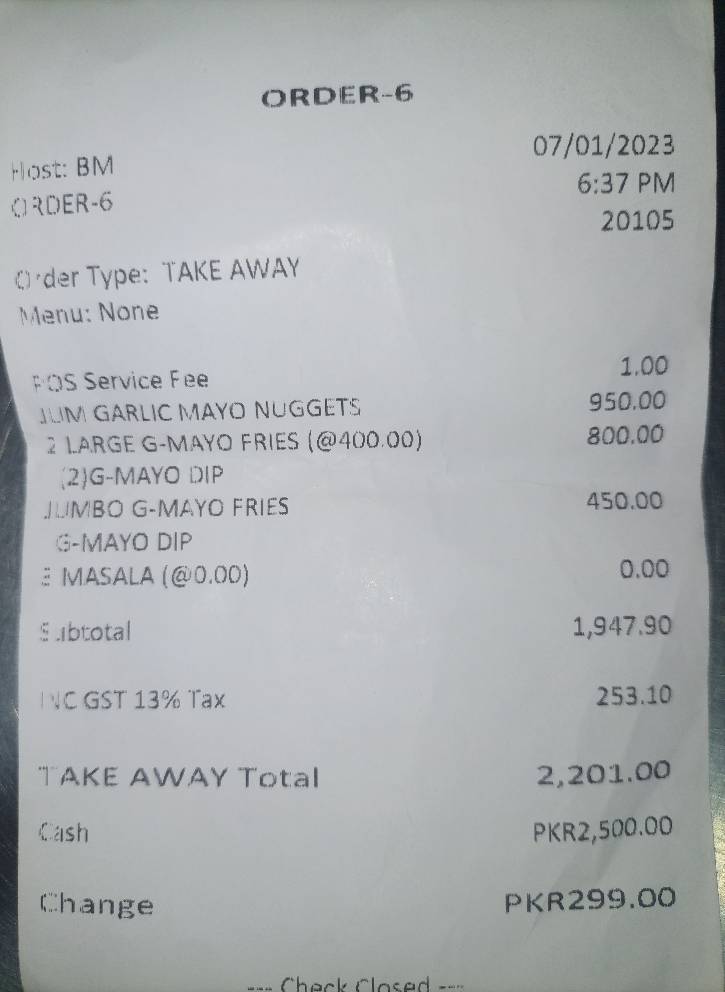 ORDER-6
Host: BM 07/01/2023
ORDER-6 6:37 PM
20105
Order Type: TAKE AWAY
Menu: None
POS Service Fee 1.00
JUM GARLIC MAYO NUGGETS 950.00
2 LARGE G-MAYO FRIES (@400.00) 800.00
(2)G-MAYO DIP
JUMBO G-MAYO FRIES 450.00
G-MAYO DIP
MASALA (@0.00) 0.00
Subtotal 1,947.90
INC GST 13% Tax 253.10
TAKE AWAY Total 2,201.00
Cash PKR2,500.00
Change PKR299.00
--- Check Closed ---